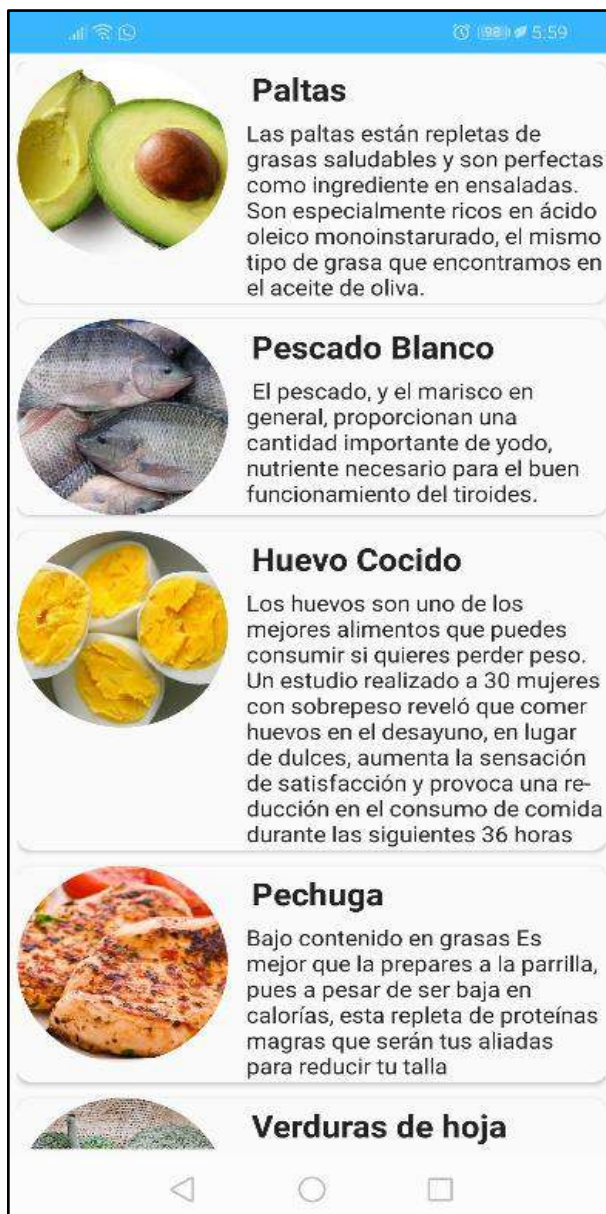 98 5:59
Paltas
Las paltas están repletas de
grasas saludables y son perfectas
como ingrediente en ensaladas.
Son especialmente ricos en ácido
oleico monoinstarurado, el mismo
tipo de grasa que encontramos en
el aceite de oliva.
Pescado Blanco
El pescado, y el marisco en
general, proporcionan una
cantidad importante de yodo,
nutriente necesario para el buen
funcionamiento del tiroides.
Huevo Cocido
Los huevos son uno de los
mejores alimentos que puedes
consumir si quieres perder peso.
Un estudio realizado a 30 mujeres
con sobrepeso reveló que comer
huevos en el desayuno, en lugar
de dulces, aumenta la sensación
de satisfacción y provoca una re-
ducción en el consumo de comida
durante las siguientes 36 horas
Pechuga
Bajo contenido en grasas Es
mejor que la prepares a la parrilla,
pues a pesar de ser baja en
calorías, esta repleta de proteínas
magras que serán tus aliadas
para reducir tu talla
Verduras de hoja